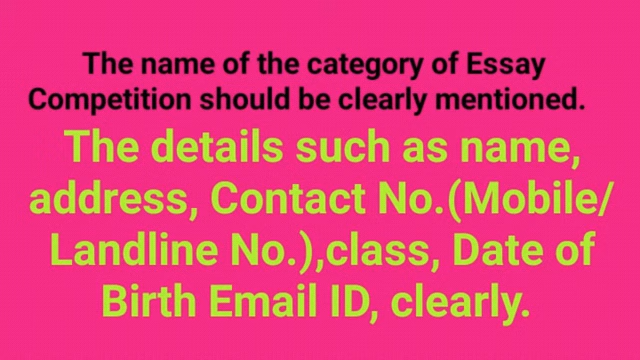 The name of the category of Essay
Competition should be clearly mentioned.
The details such as name,
address, Contact No.(Mobile/
Landline No.),class, Date of
Birth Email ID, clearly.